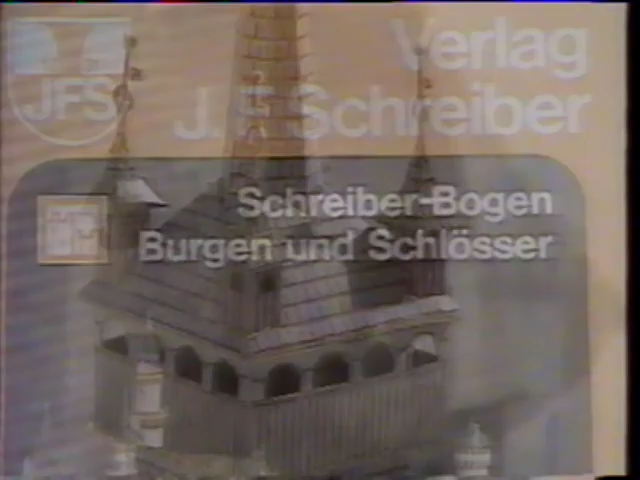 JFS
Verlag
J. F. Schreiber
Schreiber-Bogen
Burgen und Schlösser